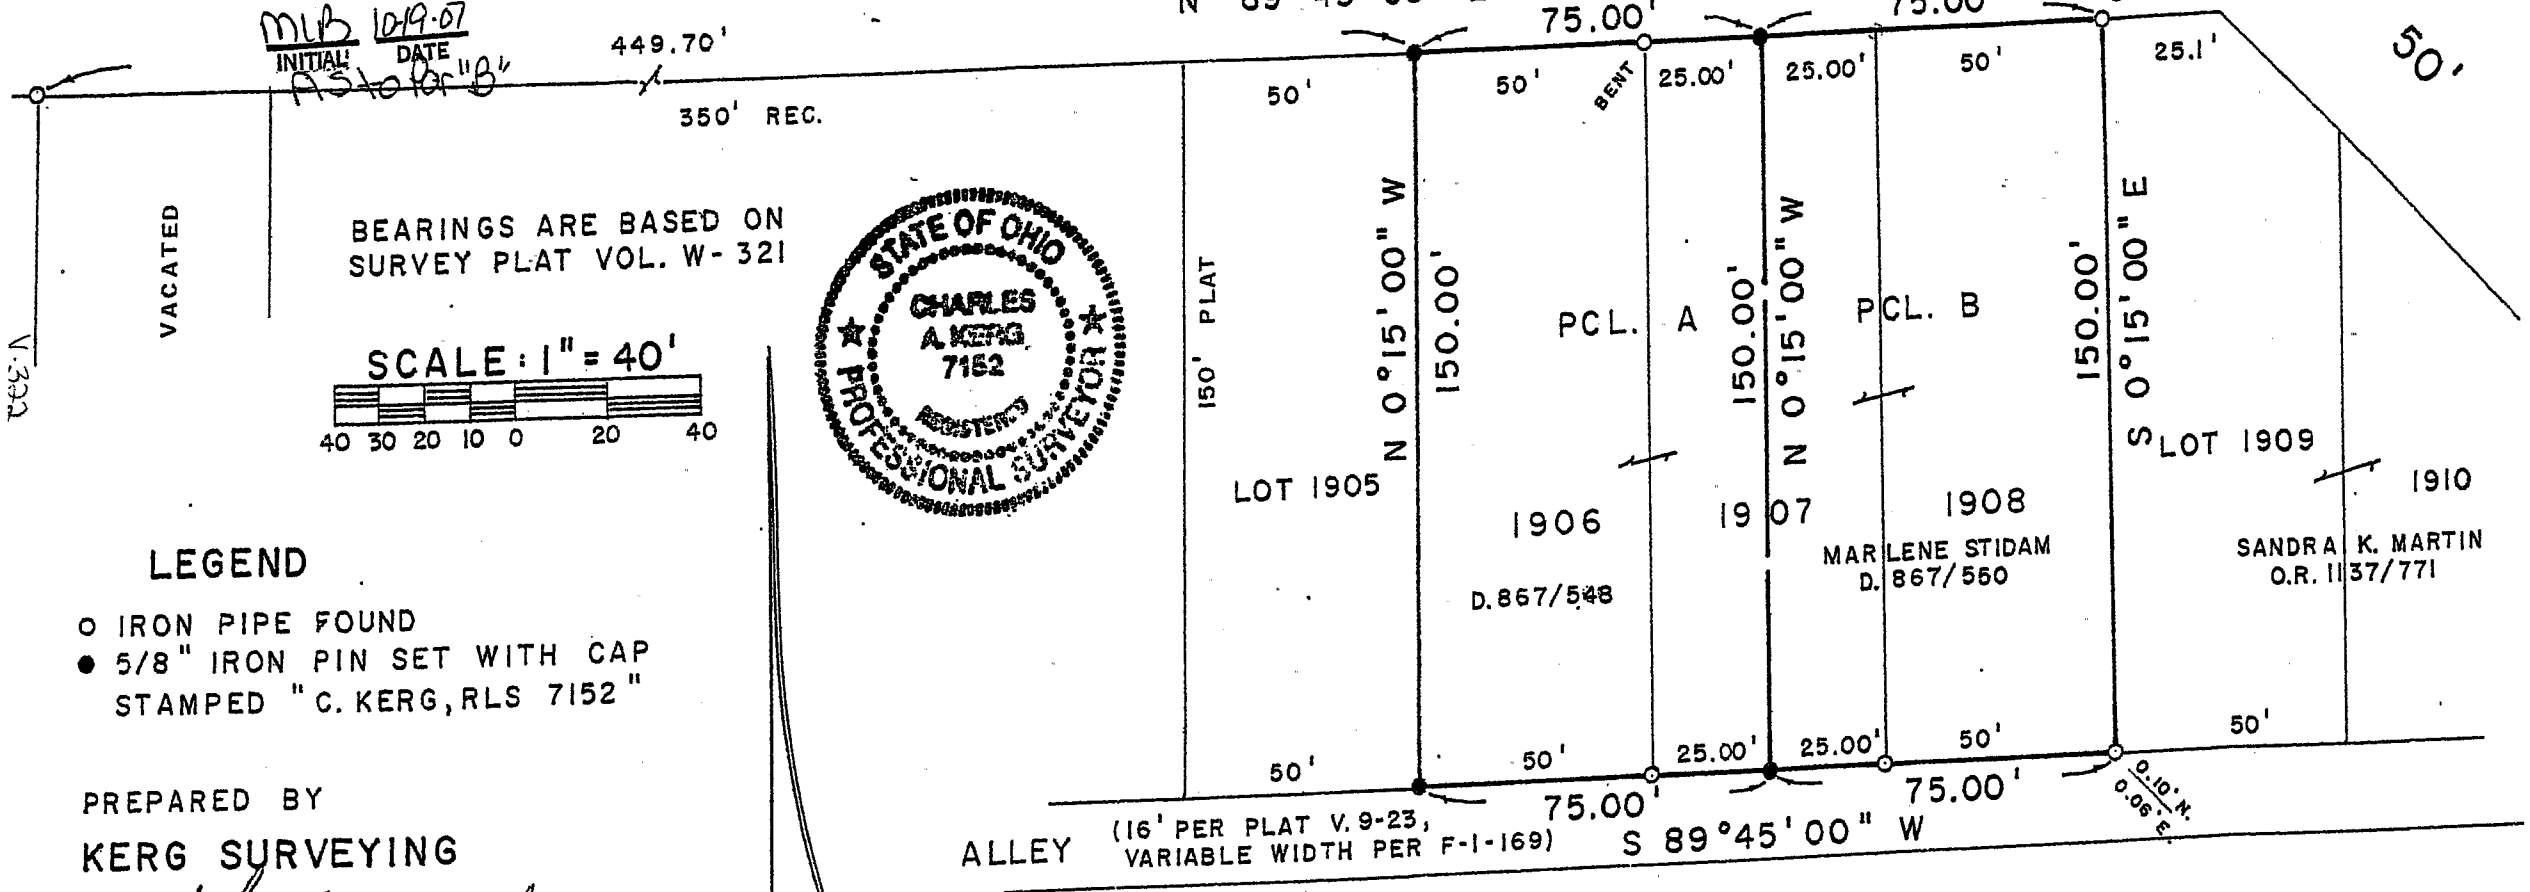 MLB 10-19-07
INITIAL DATE
As to Par "B"
449.70'
350' REC.
75.00'
75.00'
50'
50'
BENT
25.00'
25.00'
50'
25.1'
50'
VACATED
V-322
BEARINGS ARE BASED ON
SURVEY PLAT VOL. W-321
SCALE: 1" = 40'
40 30 20 10 0 20 40
STATE OF OHIO
CHARLES
A. KERG
7152
REGISTERED
PROFESSIONAL SURVEYOR
150' PLAT
N 0°15'00" W
150.00'
PCL. A
150.00'
N 0°15'00" W
PCL. B
150.00'
S 0°15'00" E
LOT 1905
1906
1907
1908
LOT 1909
1910
D. 867/548
MARLENE STIDAM
D. 867/550
SANDRA K. MARTIN
O.R. 1137/771
LEGEND
○ IRON PIPE FOUND
● 5/8" IRON PIN SET WITH CAP
STAMPED "C. KERG, RLS 7152"
PREPARED BY
KERG SURVEYING
50'
50'
25.00'
25.00'
50'
50'
75.00'
75.00'
0.10' N.
0.06' E.
ALLEY
(16' PER PLAT V. 9-23,
VARIABLE WIDTH PER F-1-169)
S 89°45'00" W